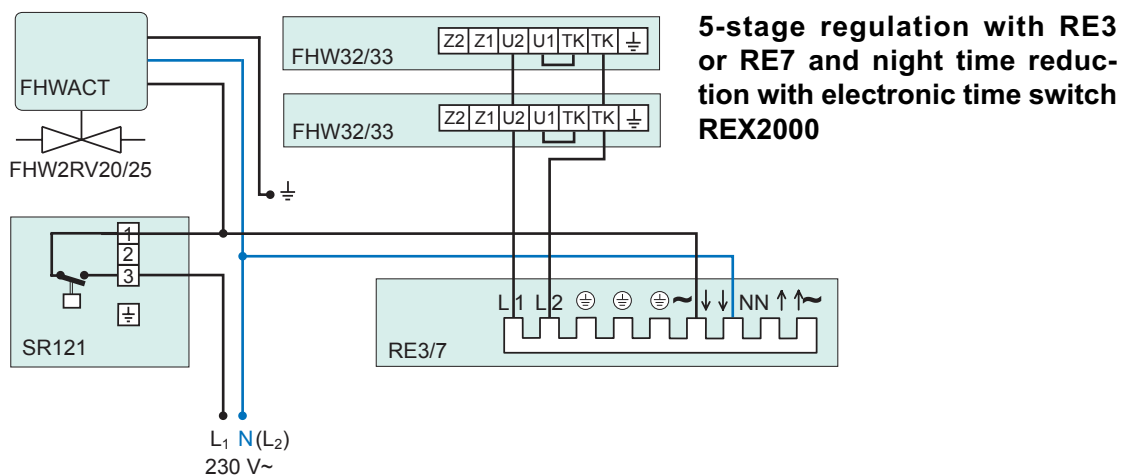 5-stage regulation with RE3
or RE7 and night time reduc-
tion with electronic time switch
REX2000
FHWACT
FHW2RV20/25
FHW32/33
Z2 Z1 U2 U1 TK TK
FHW32/33
Z2 Z1 U2 U1 TK TK
1
2
3
SR121
L1 L2 ~ ↓ ↓ NN ↑ ↑ ~
RE3/7
L₁ N(L₂)
230 V~